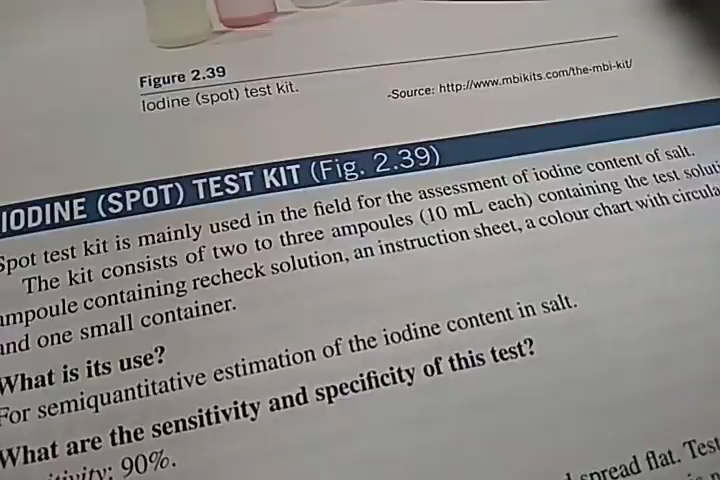 Figure 2.39
Iodine (spot) test kit.
-Source: http://www.mbikits.com/the-mbi-kit/
IODINE (SPOT) TEST KIT (Fig. 2.39)
Spot test kit is mainly used in the field for the assessment of iodine content of salt.
The kit consists of two to three ampoules (10 mL each) containing the test
ampoule containing recheck solution, an instruction sheet, a colour chart with
and one small container.
What is its use?
For semiquantitative estimation of the iodine content in salt.
What are the sensitivity and specificity of this test?
90%.
spread flat. Test